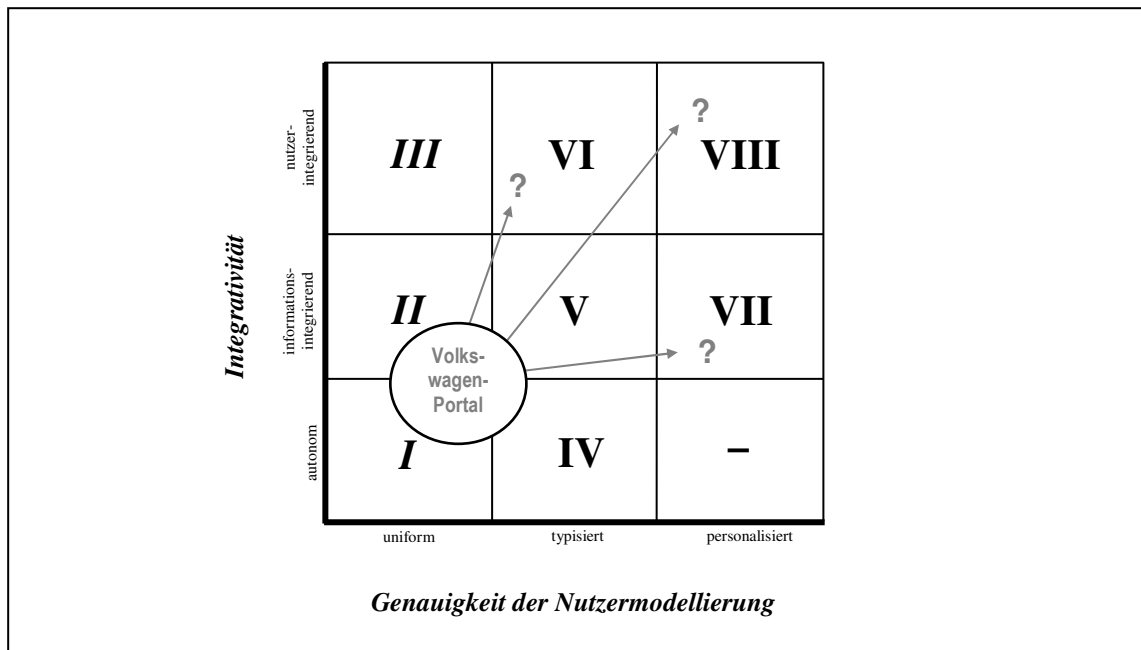 nutzer-
integrierend
III
VI
VIII
?
?
informations-
integrierend
II
V
VII
?
Volks-
wagen-
Portal
autonom
I
IV
–
Integrativität
uniform
typisiert
personalisiert
Genauigkeit der Nutzermodellierung